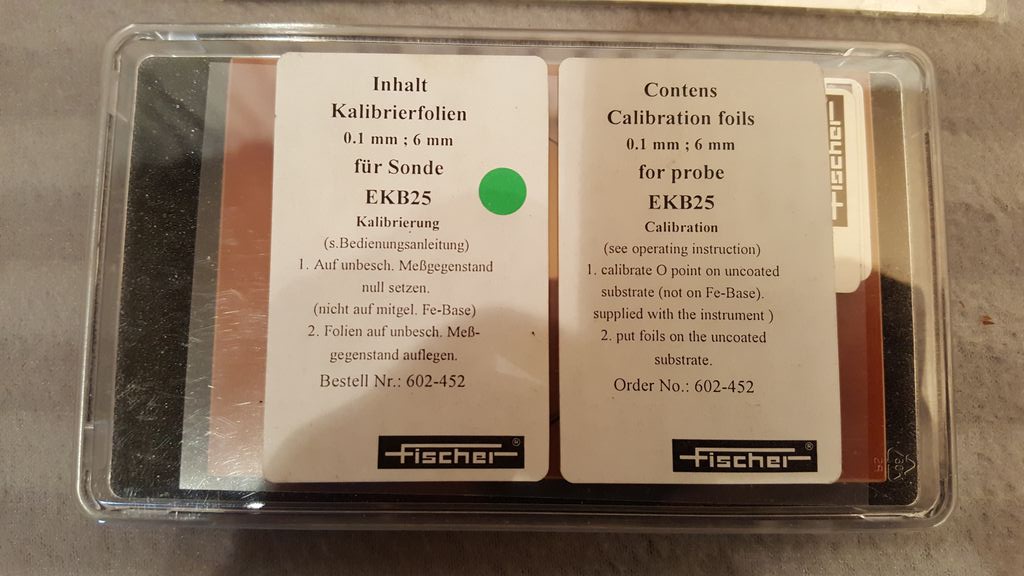 Inhalt
Kalibrierfolien
0.1 mm ; 6 mm
für Sonde
EKB25
Kalibrierung
(s.Bedienungsanleitung)
1. Auf unbesch. Meßgegenstand
null setzen.
(nicht auf mitgel. Fe-Base)
2. Folien auf unbesch. Meß-
gegenstand auflegen.
Bestell Nr.: 602-452
Fischer®
Contens
Calibration foils
0.1 mm ; 6 mm
for probe
EKB25
Calibration
(see operating instruction)
1. calibrate O point on uncoated
substrate (not on Fe-Base).
supplied with the instrument )
2. put foils on the uncoated
substrate.
Order No.: 602-452
Fischer®
Fischer